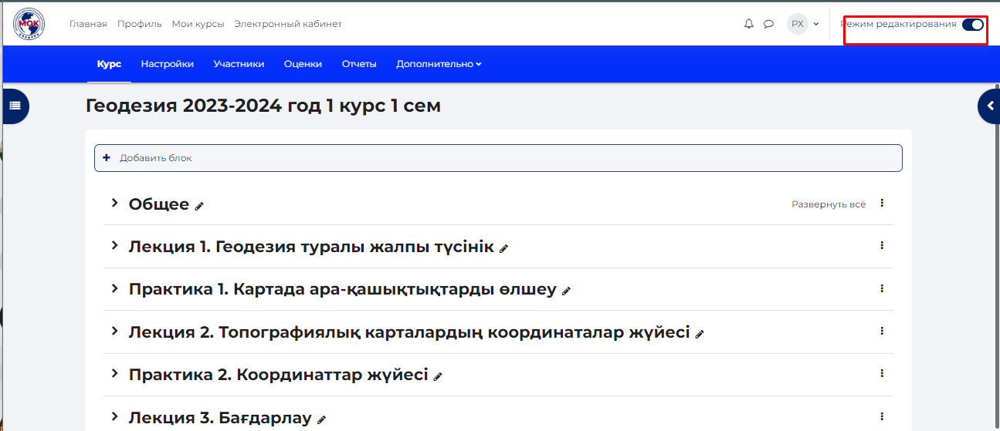 МОК
Главная Профиль Мои курсы Электронный кабинет
РХ
Режим редактирования
Курс Настройки Участники Оценки Отчеты Дополнительно
Геодезия 2023-2024 год 1 курс 1 сем
+ Добавить блок
Общее
Развернуть всё
Лекция 1. Геодезия туралы жалпы түсінік
Практика 1. Картада ара-қашықтықтарды өлшеу
Лекция 2. Топографиялық карталардың координаталар жүйесі
Практика 2. Координаттар жүйесі
Лекция 3. Бағдарлау